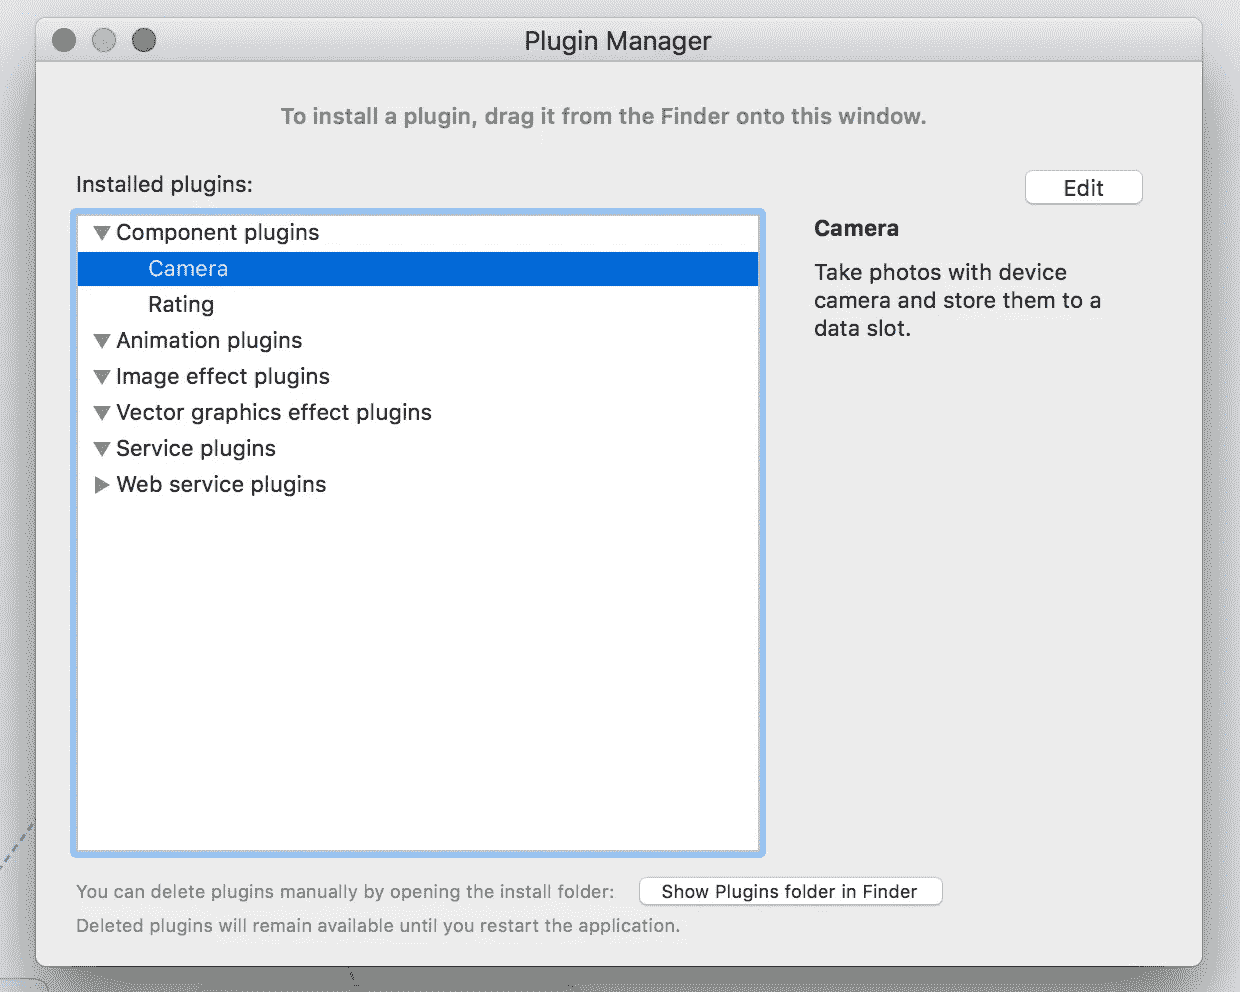 Plugin Manager
To install a plugin, drag it from the Finder onto this window.
Installed plugins:
Edit
Component plugins
Camera
Rating
Animation plugins
Image effect plugins
Vector graphics effect plugins
Service plugins
Web service plugins
Camera
Take photos with device
camera and store them to a
data slot.
You can delete plugins manually by opening the install folder:
Show Plugins folder in Finder
Deleted plugins will remain available until you restart the application.